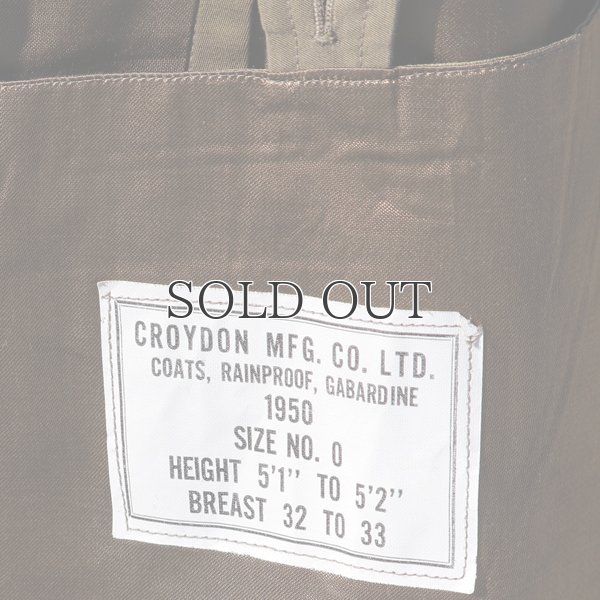 SOLD OUT
CROYDON MFG. CO. LTD.
COATS, RAINPROOF, GABARDINE
1950
SIZE NO. 0
HEIGHT 5'1'' TO 5'2''
BREAST 32 TO 33